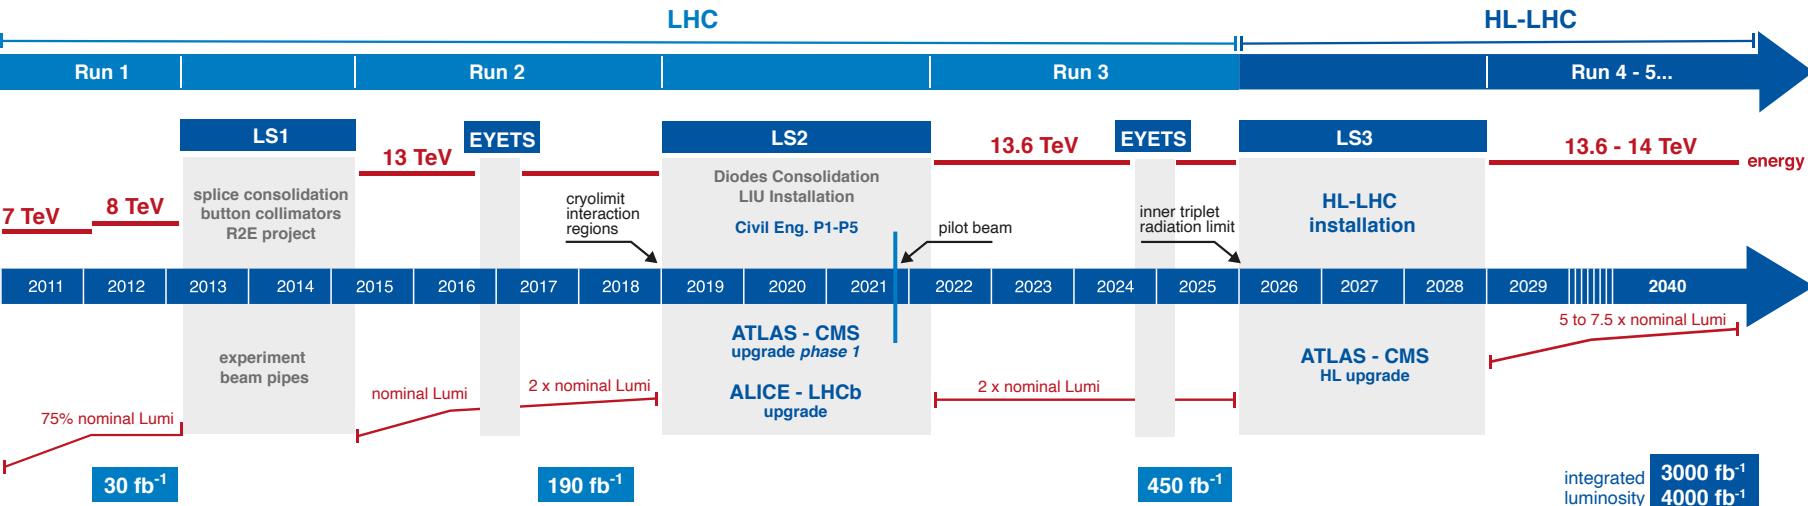 LHC
HL-LHC
Run 1
Run 2
Run 3
Run 4 - 5...
LS1
EYETS
LS2
EYETS
LS3
13 TeV
13.6 TeV
13.6 - 14 TeV
energy
7 TeV
8 TeV
splice consolidation
button collimators
R2E project
cryolimit
interaction
regions
Diodes Consolidation
LIU Installation
Civil Eng. P1-P5
pilot beam
inner triplet
radiation limit
HL-LHC
installation
2011
2012
2013
2014
2015
2016
2017
2018
2019
2020
2021
2022
2023
2024
2025
2026
2027
2028
2029
2040
5 to 7.5 x nominal Lumi
experiment
beam pipes
ATLAS - CMS
upgrade phase 1
ALICE - LHCb
upgrade
ATLAS - CMS
HL upgrade
75% nominal Lumi
nominal Lumi
2 x nominal Lumi
2 x nominal Lumi
30 fb⁻¹
190 fb⁻¹
450 fb⁻¹
integrated
luminosity
3000 fb⁻¹
4000 fb⁻¹